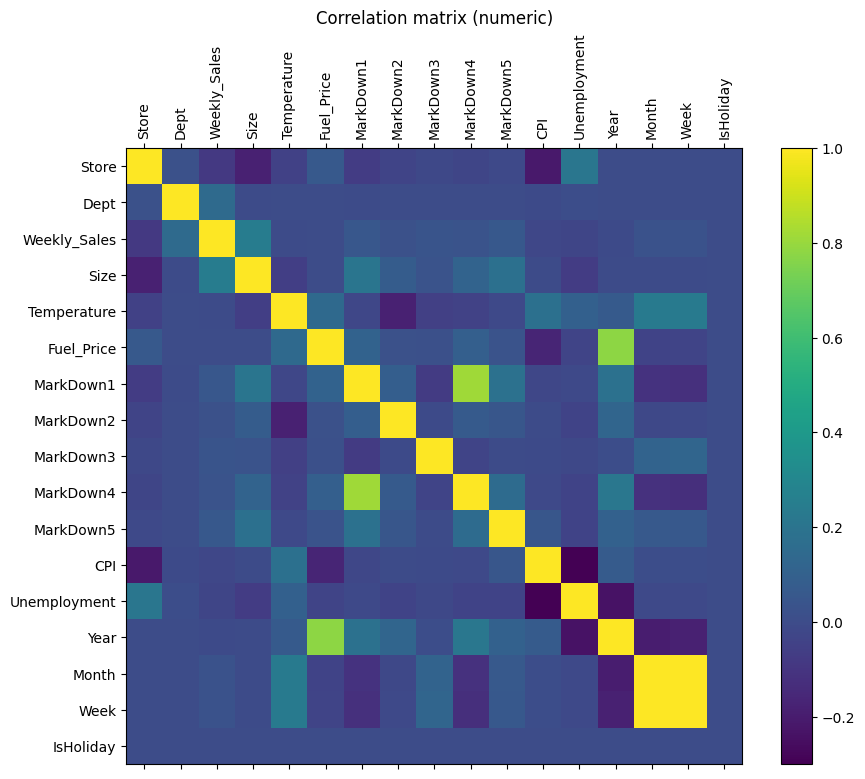 Correlation matrix (numeric)
Store
Dept
Weekly_Sales
Size
Temperature
Fuel_Price
MarkDown1
MarkDown2
MarkDown3
MarkDown4
MarkDown5
CPI
Unemployment
Year
Month
Week
IsHoliday
Store
Dept
Weekly_Sales
Size
Temperature
Fuel_Price
MarkDown1
MarkDown2
MarkDown3
MarkDown4
MarkDown5
CPI
Unemployment
Year
Month
Week
IsHoliday
1.0
0.8
0.6
0.4
0.2
0.0
−0.2